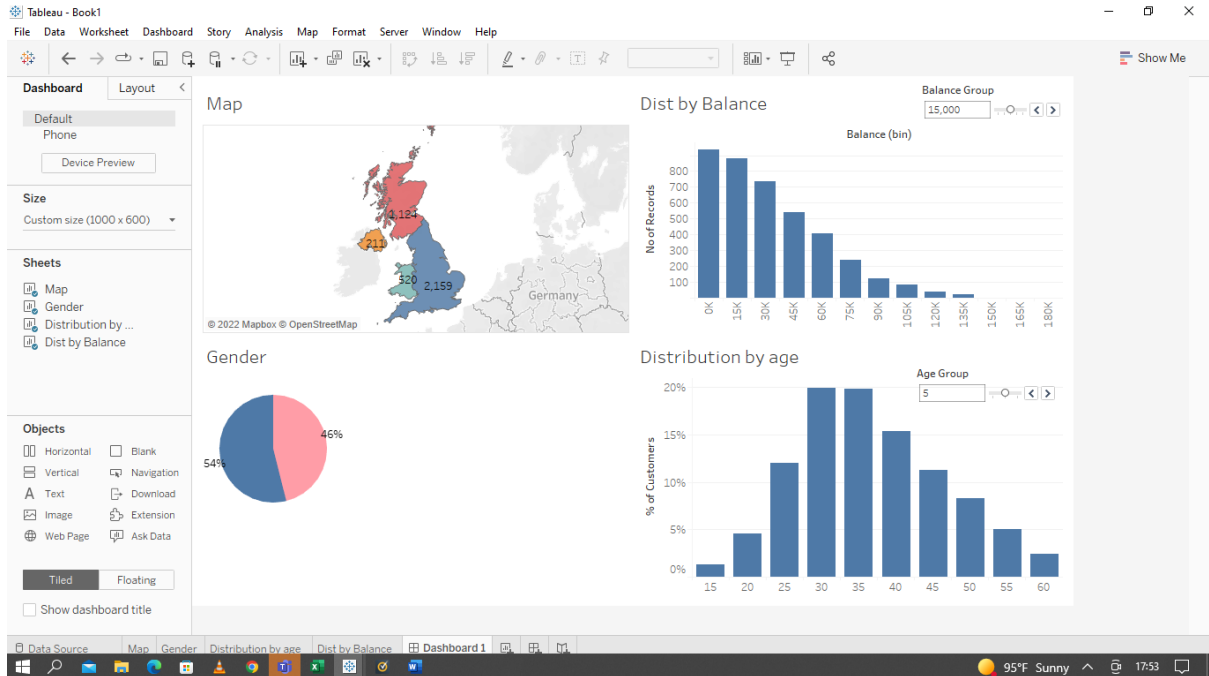 Tableau - Book1
File Data Worksheet Dashboard Story Analysis Map Format Server Window Help
Show Me
Dashboard Layout
Default
Phone
Device Preview
Size
Custom size (1000 x 600)
Sheets
Map
Gender
Distribution by ...
Dist by Balance
Objects
Horizontal Blank
Vertical Navigation
A Text Download
Image Extension
Web Page Ask Data
Tiled Floating
Show dashboard title
Map
1,124
211
520
2,159
Germany
© 2022 Mapbox © OpenStreetMap
Dist by Balance
Balance Group
15,000
Balance (bin)
No of Records
800
700
600
500
400
300
200
100
0K 15K 30K 45K 60K 75K 90K 105K 120K 135K 150K 165K 180K
Gender
46%
54%
Distribution by age
Age Group
5
% of Customers
20%
15%
10%
5%
0%
15 20 25 30 35 40 45 50 55 60
Data Source Map Gender Distribution by age Dist by Balance Dashboard 1
95°F Sunny 17:53